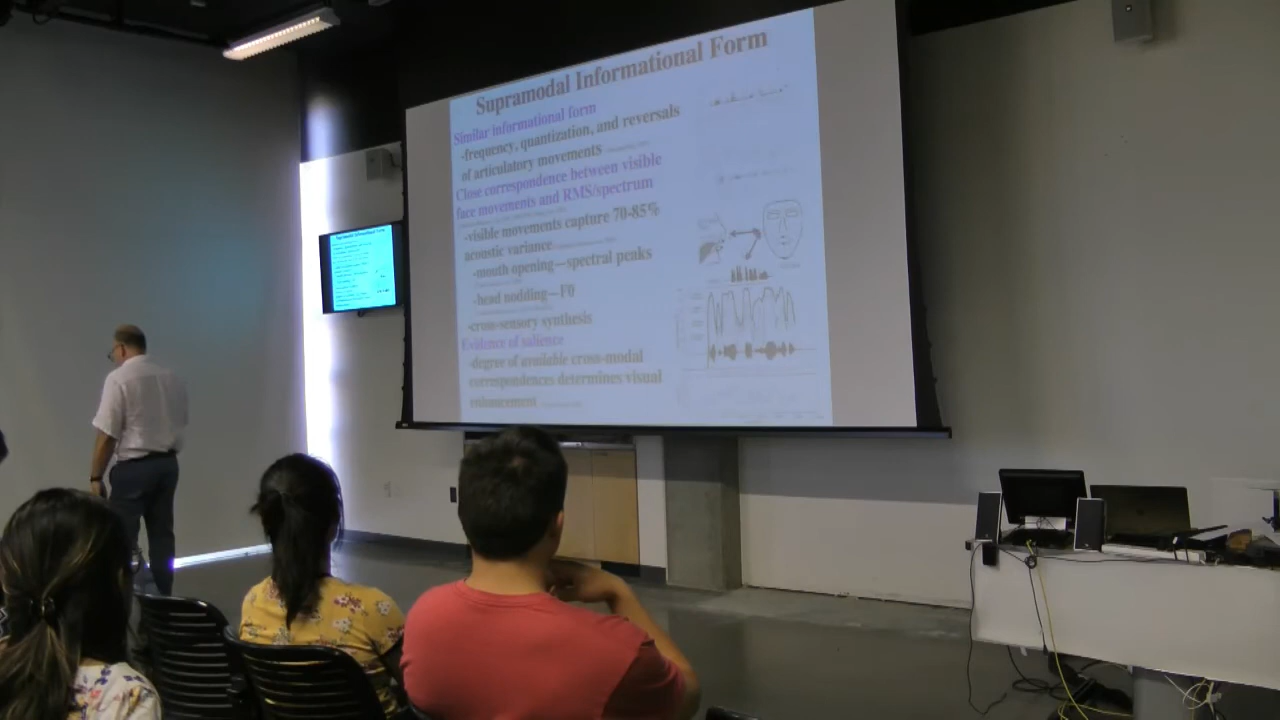 Supramodal Informational Form
Similar informational form
-frequency, quantization, and reversals
of articulatory movements
Close correspondence between visible
face movements and RMS/spectrum
-visible movements capture 70-85%
acoustic variance
-mouth opening—spectral peaks
-head nodding—F0
-cross-sensory synthesis
Evidence of salience
-degree of available cross-modal
correspondences determines visual
enhancement